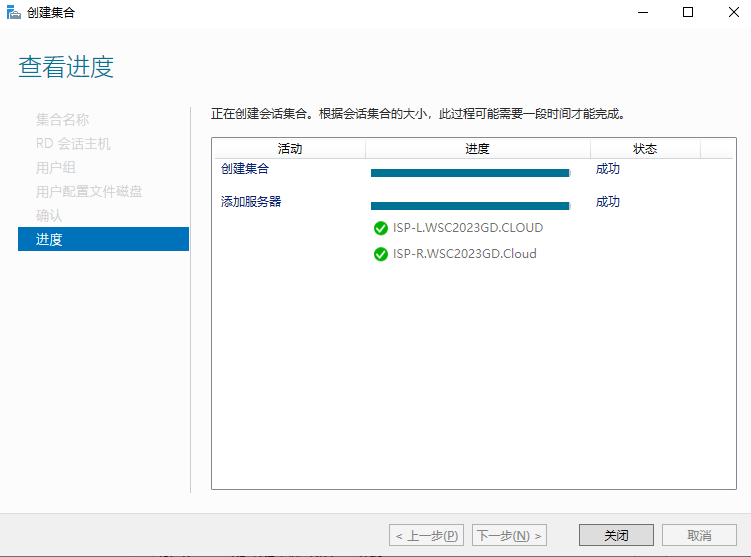 创建集合
查看进度
集合名称
RD 会话主机
用户组
用户配置文件磁盘
确认
进度
正在创建会话集合。根据会话集合的大小，此过程可能需要一段时间才能完成。
活动 进度 状态
创建集合 成功
添加服务器 成功
ISP-L.WSC2023GD.CLOUD
ISP-R.WSC2023GD.Cloud
< 上一步(P) 下一步(N) > 关闭 取消